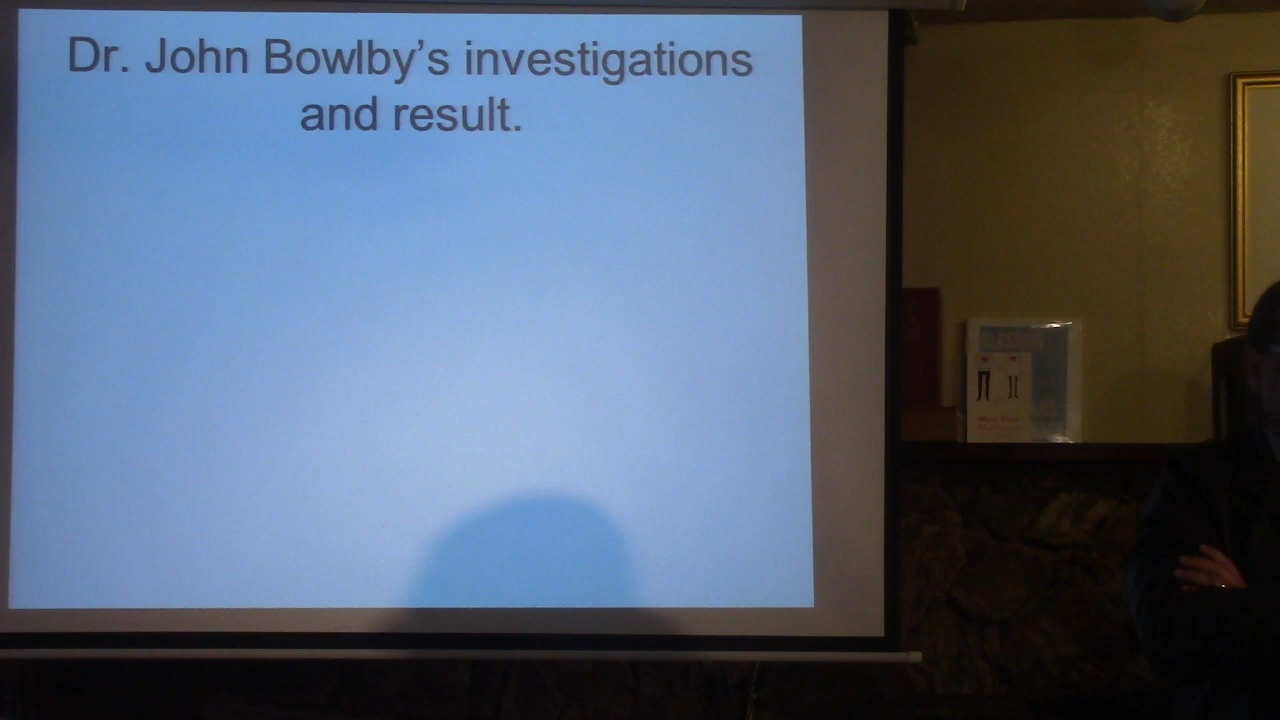 Dr. John Bowlby’s investigations
and result.